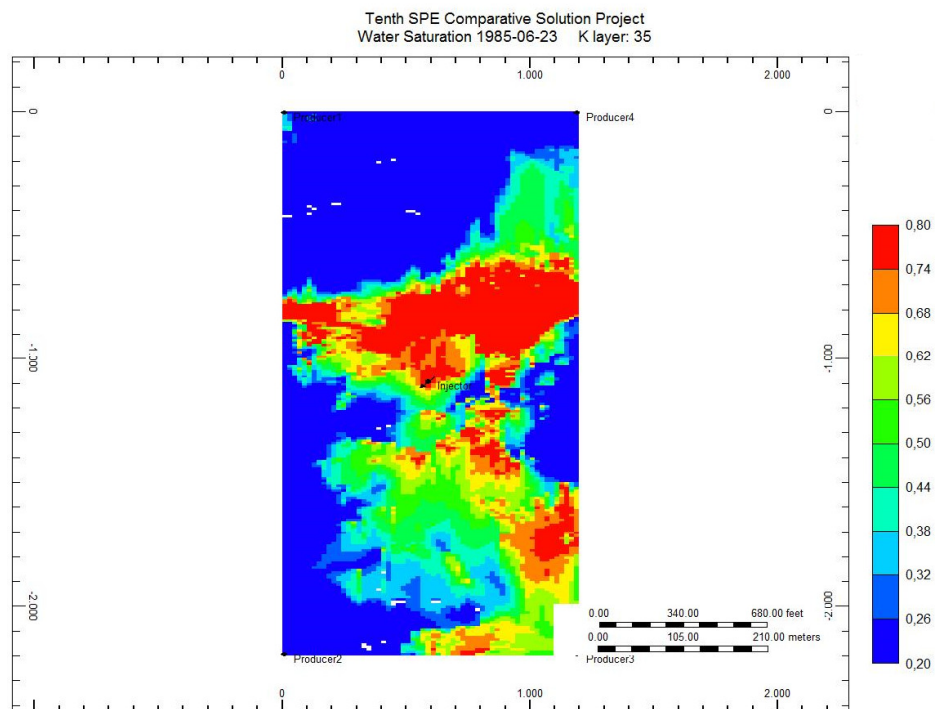 Tenth SPE Comparative Solution Project
Water Saturation 1985-06-23 K layer: 35
0 1.000 2.000
0 0
Producer1 Producer4
0,80
0,74
0,68
-1.000 -1.000
0,62
Injector
0,56
0,50
0,44
0,38
0,32
-2.000 -2.000
0.00 340.00 680.00 feet
0,26
0.00 105.00 210.00 meters
Producer2 Producer3
0,20
0 1.000 2.000